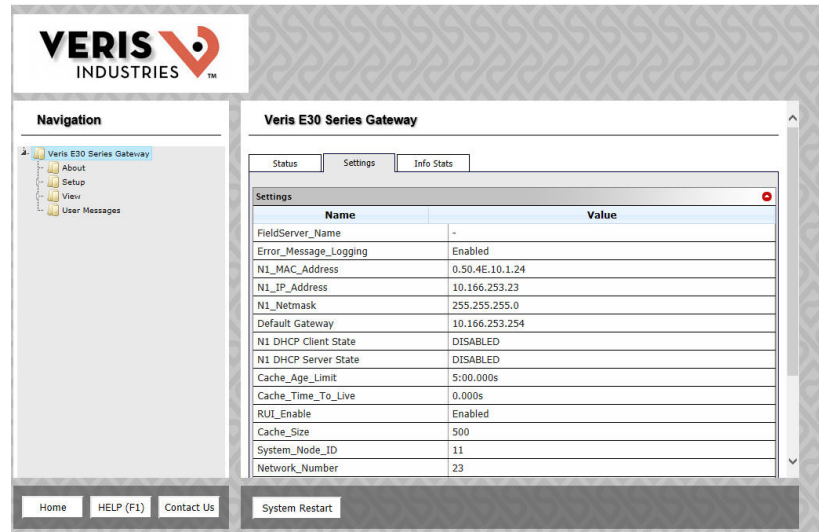 VERIS
INDUSTRIES TM
Navigation
Veris E30 Series Gateway
About
Setup
View
User Messages
Veris E30 Series Gateway
Status Settings Info Stats
Settings
Name Value
FieldServer_Name -
Error_Message_Logging Enabled
N1_MAC_Address 0.50.4E.10.1.24
N1_IP_Address 10.166.253.23
N1_Netmask 255.255.255.0
Default Gateway 10.166.253.254
N1 DHCP Client State DISABLED
N1 DHCP Server State DISABLED
Cache_Age_Limit 5:00.000s
Cache_Time_To_Live 0.000s
RUI_Enable Enabled
Cache_Size 500
System_Node_ID 11
Network_Number 23
Home HELP (F1) Contact Us System Restart